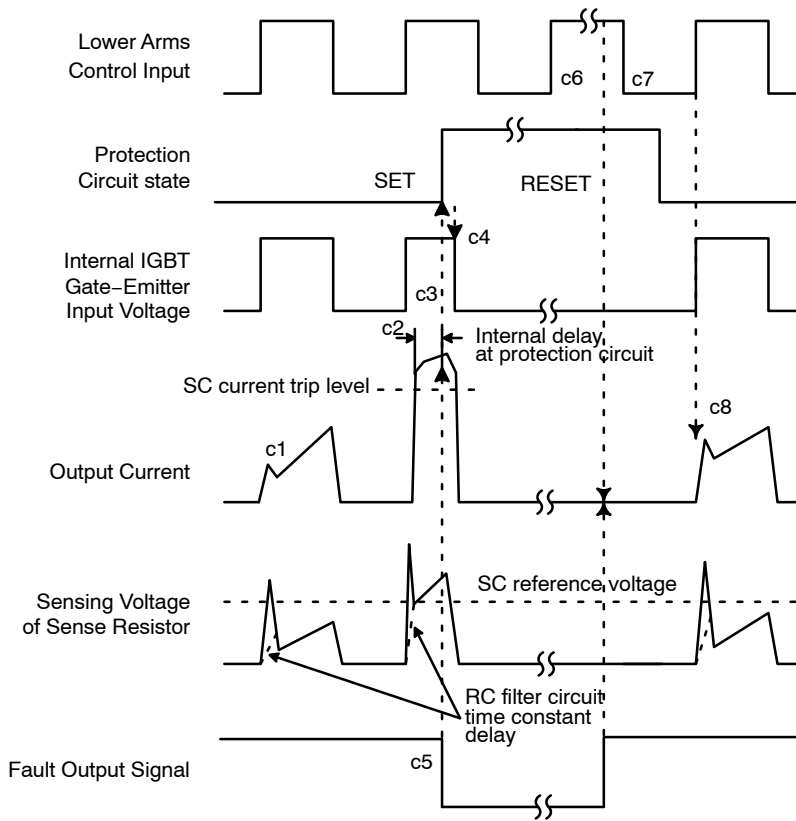 Lower Arms
Control Input
c6
c7
Protection
Circuit state
SET
RESET
c4
Internal IGBT
Gate−Emitter
Input Voltage
c3
c2
Internal delay
at protection circuit
SC current trip level
c1
c8
Output Current
SC reference voltage
Sensing Voltage
of Sense Resistor
RC filter circuit
time constant
delay
Fault Output Signal
c5